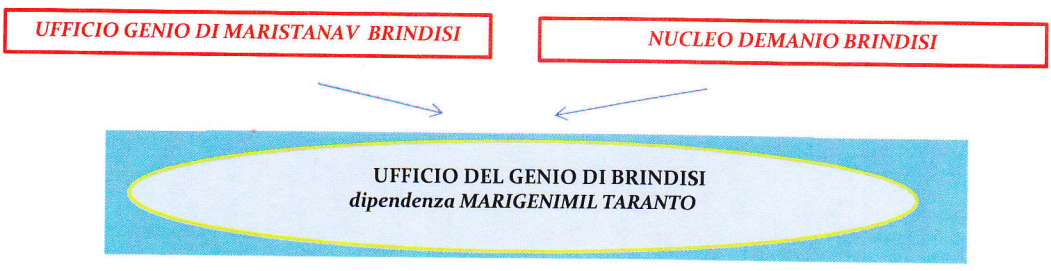 UFFICIO GENIO DI MARISTANAV BRINDISI
NUCLEO DEMANIO BRINDISI
UFFICIO DEL GENIO DI BRINDISI
dipendenza MARIGENIMIL TARANTO